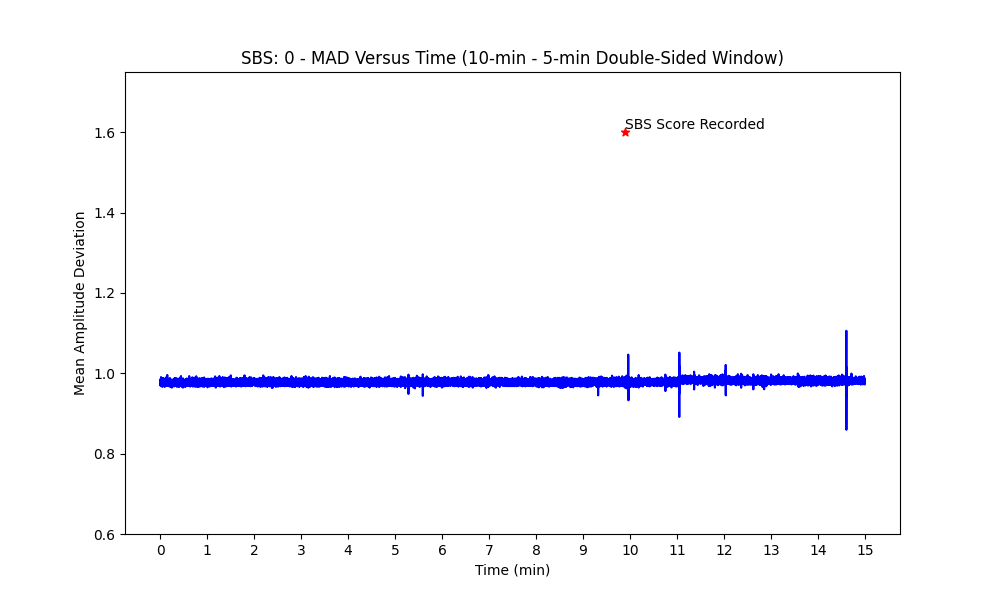 SBS: 0 - MAD Versus Time (10-min - 5-min Double-Sided Window)
SBS Score Recorded
Mean Amplitude Deviation
1.6
1.4
1.2
1.0
0.8
0.6
0 1 2 3 4 5 6 7 8 9 10 11 12 13 14 15
Time (min)